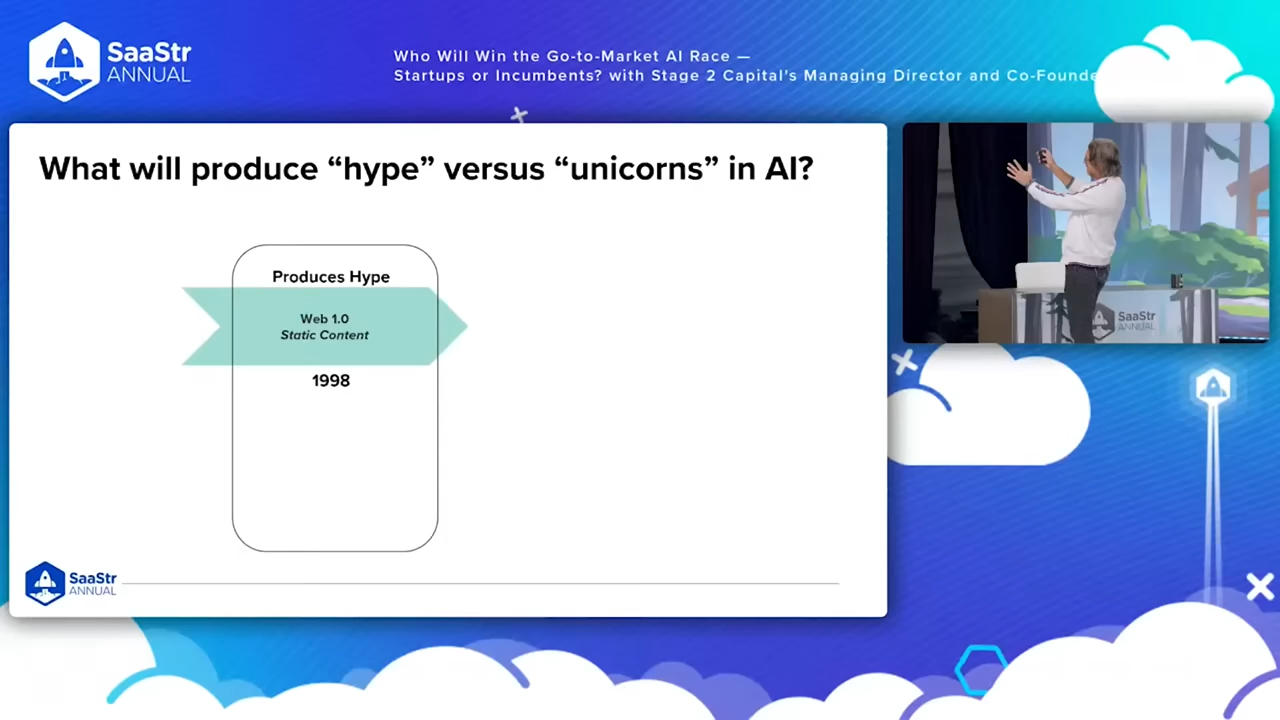 SaaStr
ANNUAL
Who Will Win the Go-to-Market AI Race —
Startups or Incumbents? with Stage 2 Capital's Managing Director and Co-Founde
What will produce “hype” versus “unicorns” in AI?
Produces Hype
Web 1.0
Static Content
1998
SaaStr
ANNUAL
SaaStr
ANNUAL